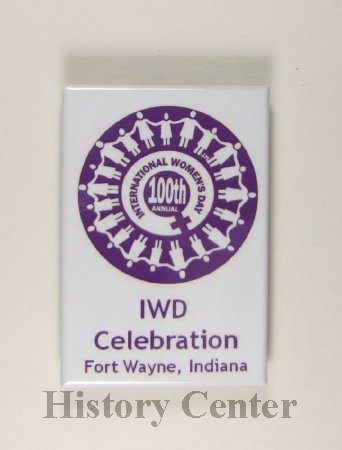 INTERNATIONAL WOMEN'S DAY
100th
ANNUAL
IWD
Celebration
Fort Wayne, Indiana
History Center